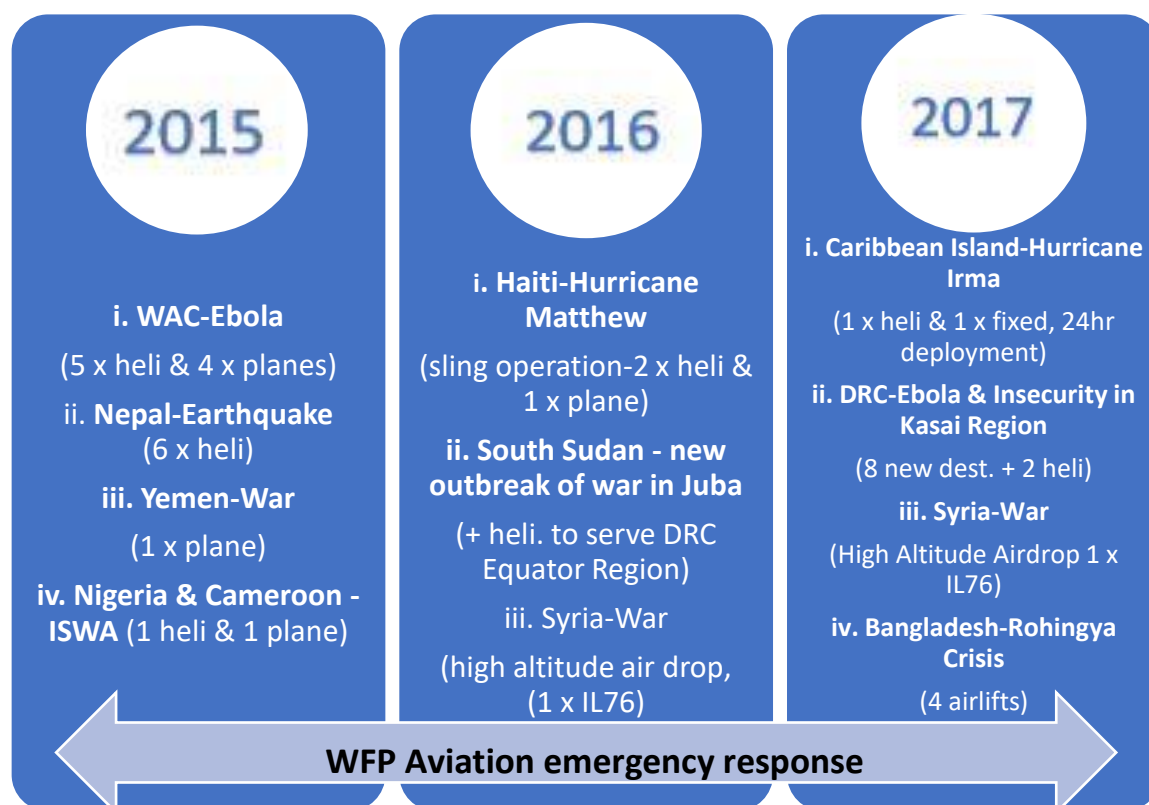 2015
i. WAC-Ebola
(5 x heli & 4 x planes)
ii. Nepal-Earthquake
(6 x heli)
iii. Yemen-War
(1 x plane)
iv. Nigeria & Cameroon -
ISWA (1 heli & 1 plane)
2016
i. Haiti-Hurricane
Matthew
(sling operation-2 x heli &
1 x plane)
ii. South Sudan - new
outbreak of war in Juba
(+ heli. to serve DRC
Equator Region)
iii. Syria-War
(high altitude air drop,
(1 x IL76)
2017
i. Caribbean Island-Hurricane
Irma
(1 x heli & 1 x fixed, 24hr
deployment)
ii. DRC-Ebola & Insecurity in
Kasai Region
(8 new dest. + 2 heli)
iii. Syria-War
(High Altitude Airdrop 1 x
IL76)
iv. Bangladesh-Rohingya
Crisis
(4 airlifts)
WFP Aviation emergency response